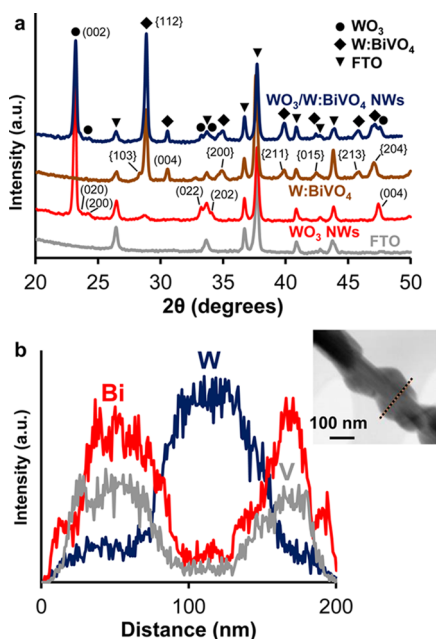 a
(002)
{112}
● WO₃
◆ W:BiVO₄
▼ FTO
WO₃/W:BiVO₄ NWs
{103}
(004)
{200}
{211}
{015}
{213}
{204}
W:BiVO₄
(020)
(200)
(022)
(202)
(004)
WO₃ NWs
FTO
Intensity (a.u.)
20 25 30 35 40 45 50
2θ (degrees)
b
Bi
W
V
100 nm
Intensity (a.u.)
0 100 200
Distance (nm)